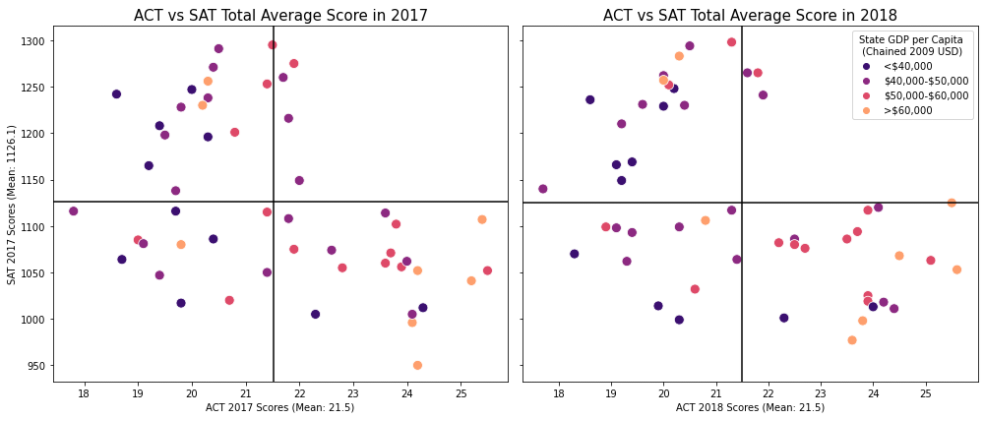 ACT vs SAT Total Average Score in 2017
ACT vs SAT Total Average Score in 2018
SAT 2017 Scores (Mean: 1126.1)
1300
1250
1200
1150
1100
1050
1000
950
18 19 20 21 22 23 24 25
ACT 2017 Scores (Mean: 21.5)
State GDP per Capita
(Chained 2009 USD)
<$40,000
$40,000-$50,000
$50,000-$60,000
>$60,000
18 19 20 21 22 23 24 25
ACT 2018 Scores (Mean: 21.5)